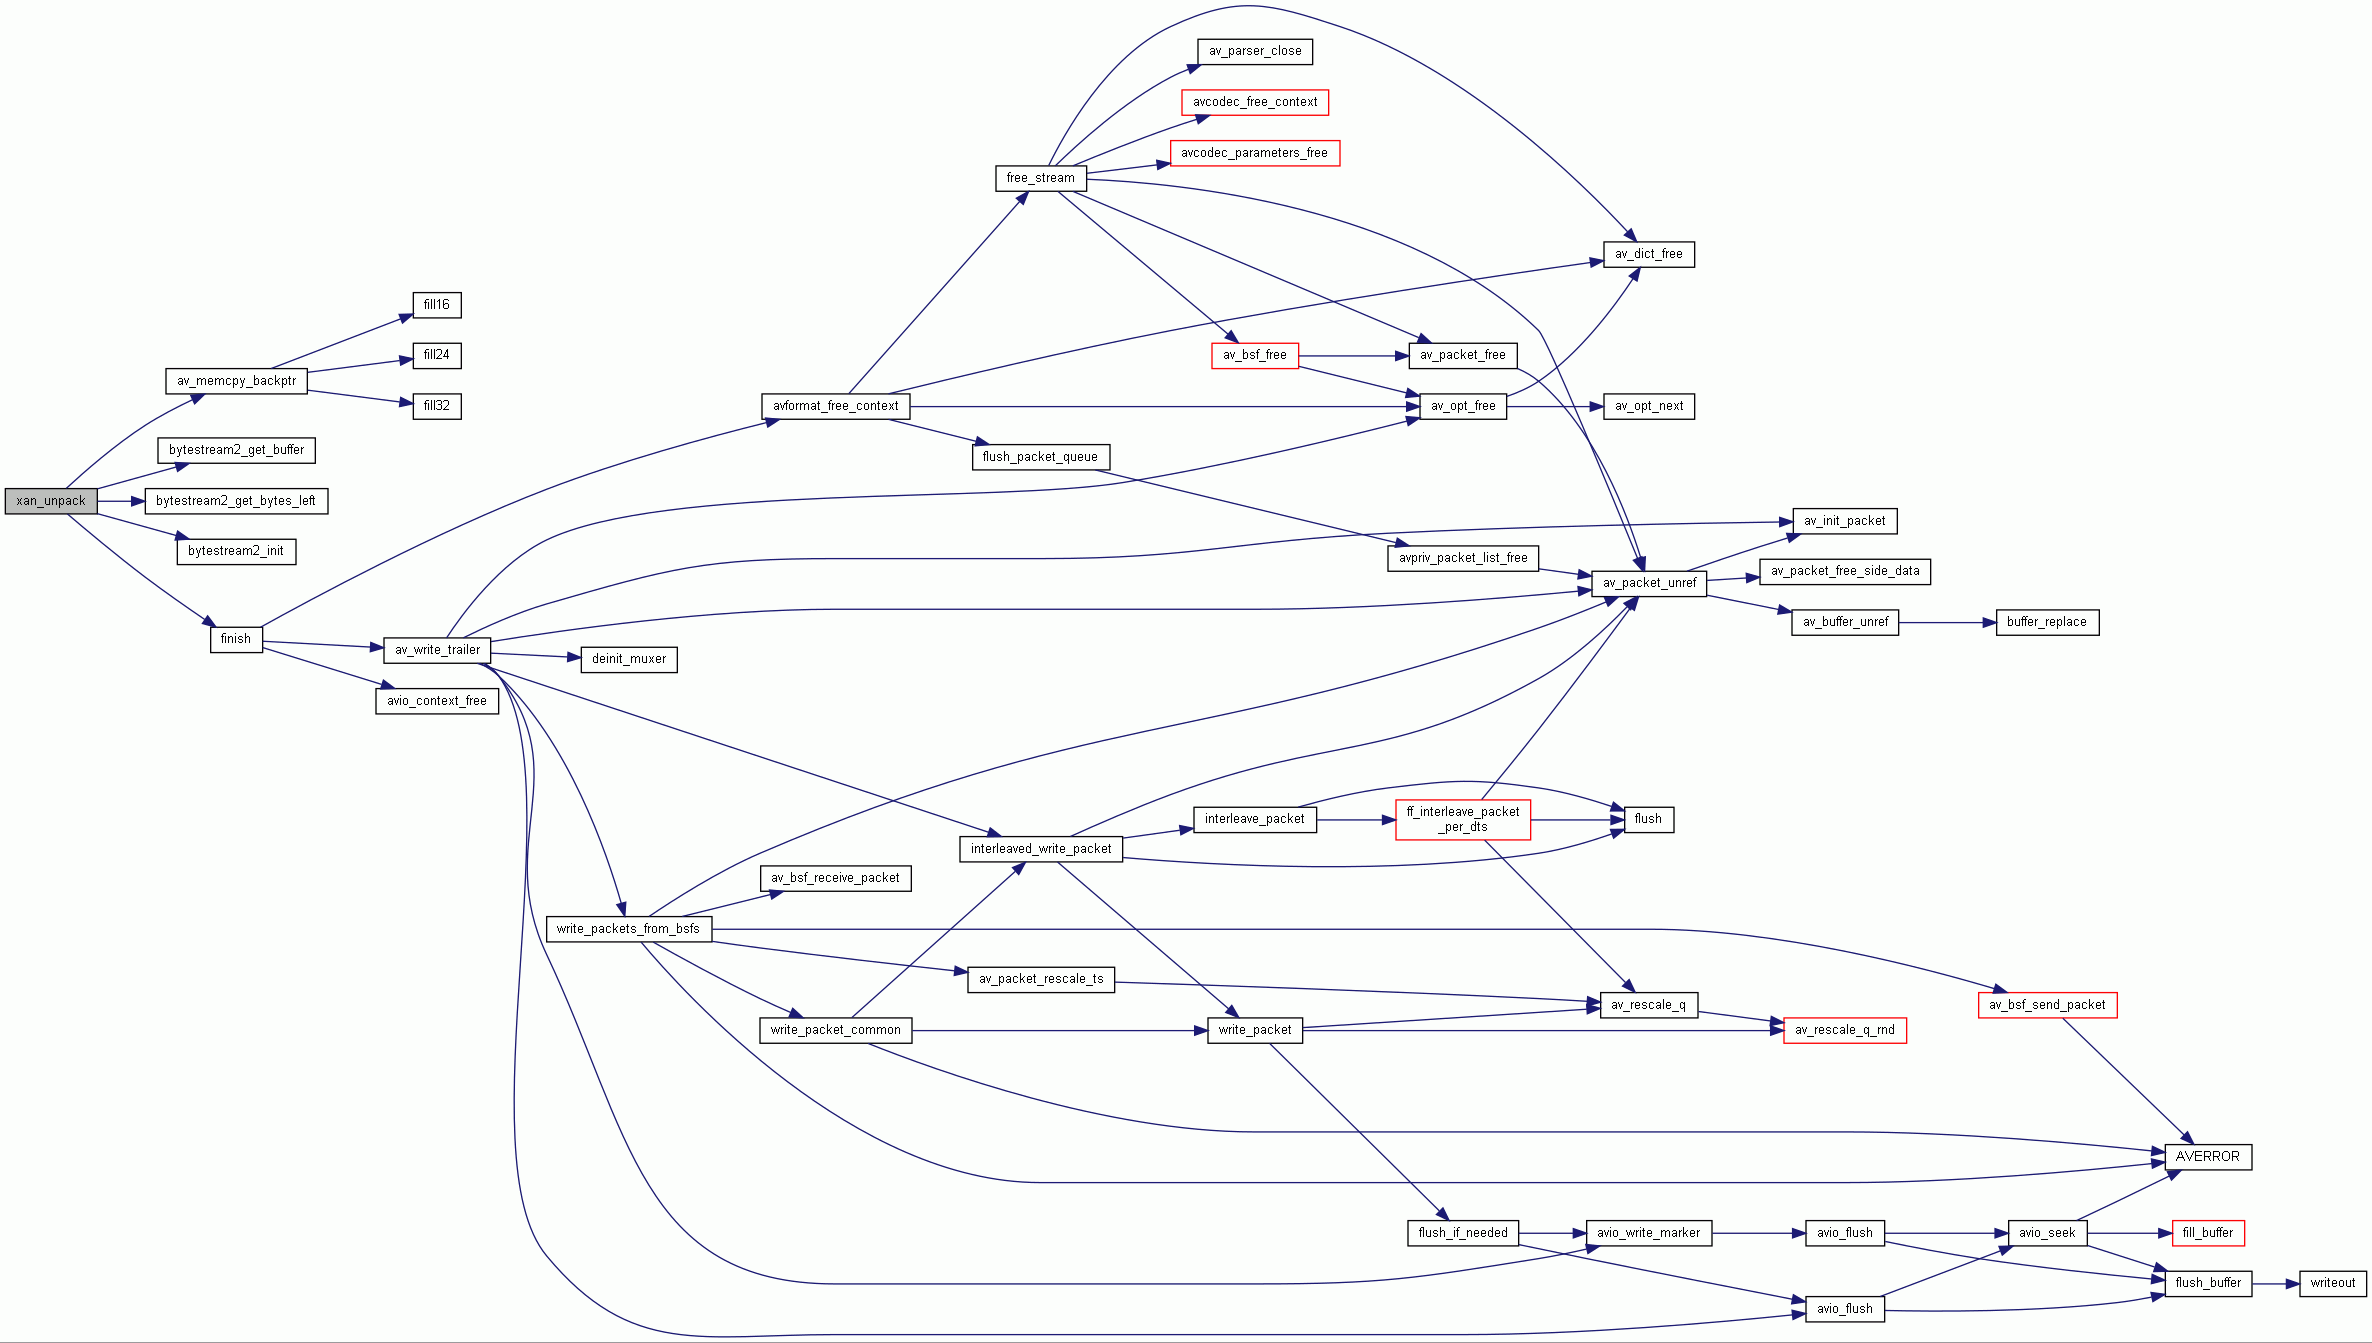 av_parser_close
avcodec_free_context
avcodec_parameters_free
free_stream
av_dict_free
fill16
fill24
av_bsf_free
av_packet_free
av_memcpy_backptr
fill32
avformat_free_context
av_opt_free
av_opt_next
bytestream2_get_buffer
flush_packet_queue
xan_unpack
bytestream2_get_bytes_left
av_init_packet
bytestream2_init
avpriv_packet_list_free
av_packet_free_side_data
av_packet_unref
av_buffer_unref
buffer_replace
finish
av_write_trailer
deinit_muxer
avio_context_free
interleave_packet
ff_interleave_packet
_per_dts
flush
interleaved_write_packet
av_bsf_receive_packet
write_packets_from_bsfs
av_packet_rescale_ts
av_rescale_q
av_bsf_send_packet
write_packet_common
write_packet
av_rescale_q_rnd
AVERROR
flush_if_needed
avio_write_marker
avio_flush
avio_seek
fill_buffer
flush_buffer
writeout
avio_flush